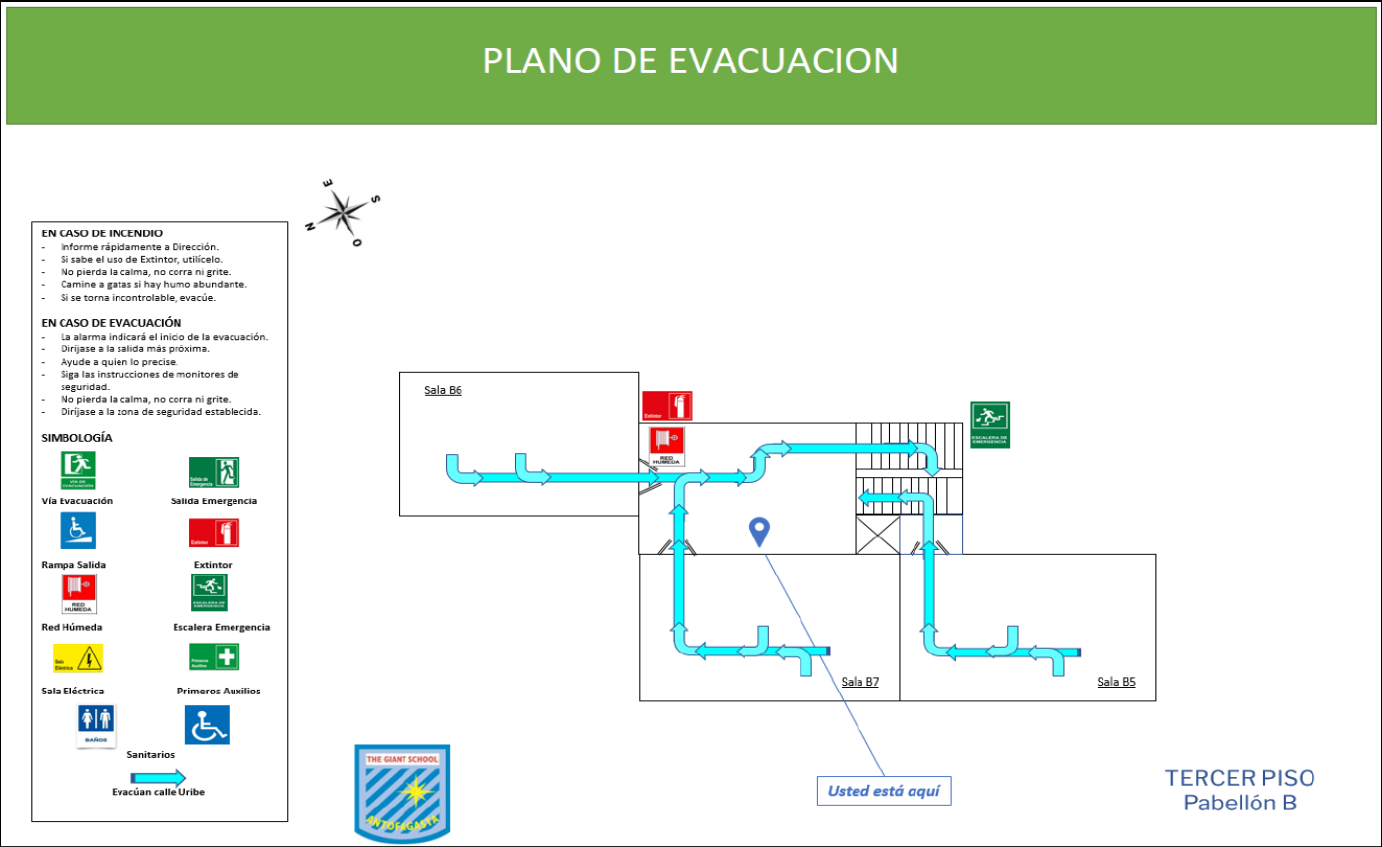 PLANO DE EVACUACION
E
S
N
O
EN CASO DE INCENDIO
- Informe rápidamente a Dirección.
- Si sabe el uso de Extintor, utilícelo.
- No pierda la calma, no corra ni grite.
- Camine a gatas si hay humo abundante.
- Si se torna incontrolable, evacúe.
EN CASO DE EVACUACIÓN
- La alarma indicará el inicio de la evacuación.
- Dirijase a la salida más próxima.
- Ayude a quien lo precise.
- Siga las instrucciones de monitores de
seguridad.
- No pierda la calma, no corra ni grite.
- Diríjase a la zona de seguridad establecida.
SIMBOLOGÍA
VÍA DE
EVACUACIÓN
Salida de
Emergencia
Vía Evacuación
Salida Emergencia
Extintor
Rampa Salida
Extintor
RED
HUMEDA
ESCALERA DE
EMERGENCIA
Red Húmeda
Escalera Emergencia
Sala
Eléctrica
Primeros
Auxilios
Sala Eléctrica
Primeros Auxilios
BAÑOS
Sanitarios
Evacúan calle Uribe
Sala B6
Extintor
RED
HUMEDA
ESCALERA DE
EMERGENCIA
Sala B7
Sala B5
Usted está aquí
THE GIANT SCHOOL
ANTOFAGASTA
TERCER PISO
Pabellón B